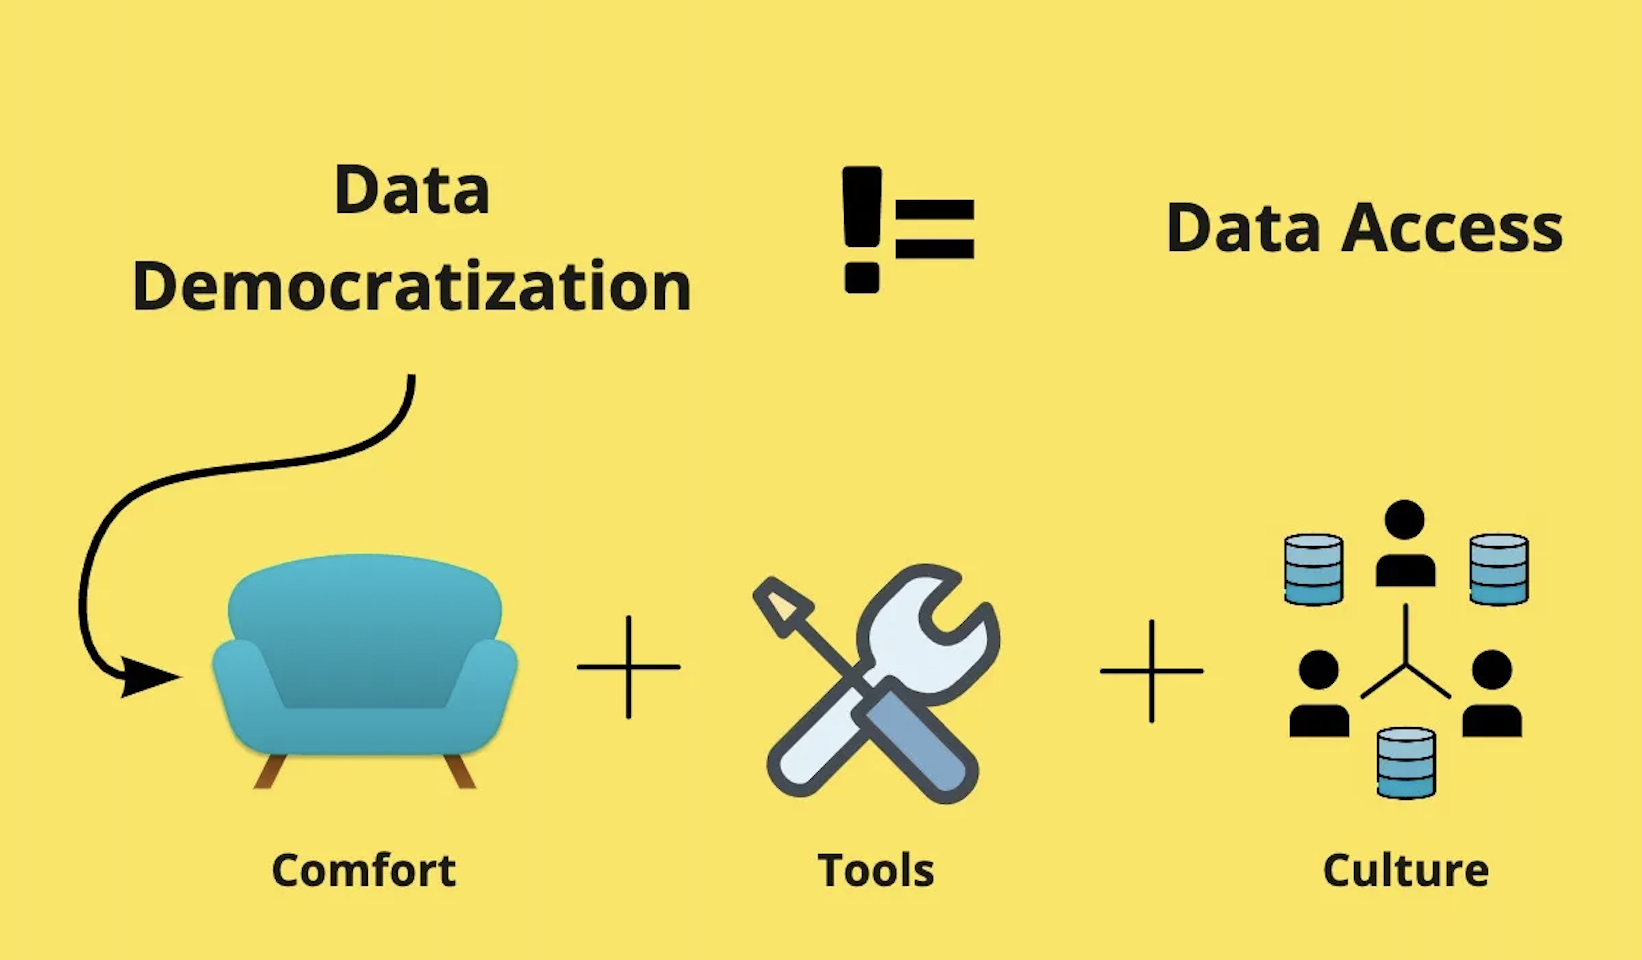 Data
Democratization
!=
Data Access
+
+
Comfort
Tools
Culture